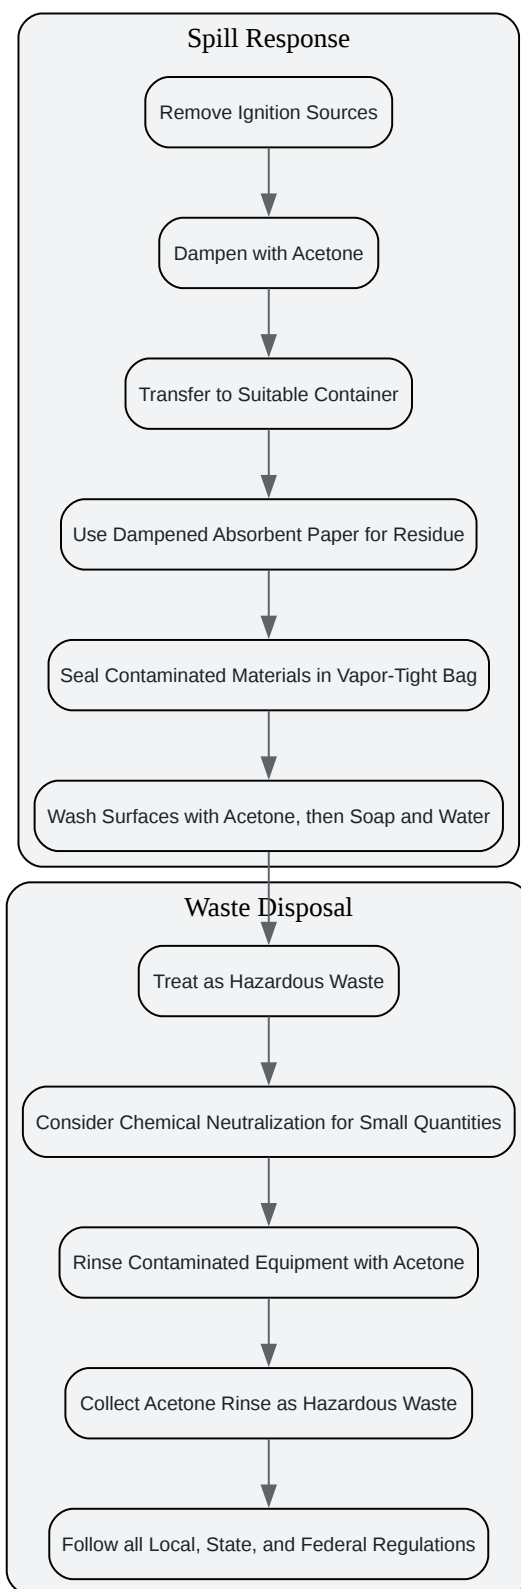 Spill Response
Remove Ignition Sources
Dampen with Acetone
Transfer to Suitable Container
Use Dampened Absorbent Paper for Residue
Seal Contaminated Materials in Vapor-Tight Bag
Wash Surfaces with Acetone, then Soap and Water
Waste Disposal
Treat as Hazardous Waste
Consider Chemical Neutralization for Small Quantities
Rinse Contaminated Equipment with Acetone
Collect Acetone Rinse as Hazardous Waste
Follow all Local, State, and Federal Regulations